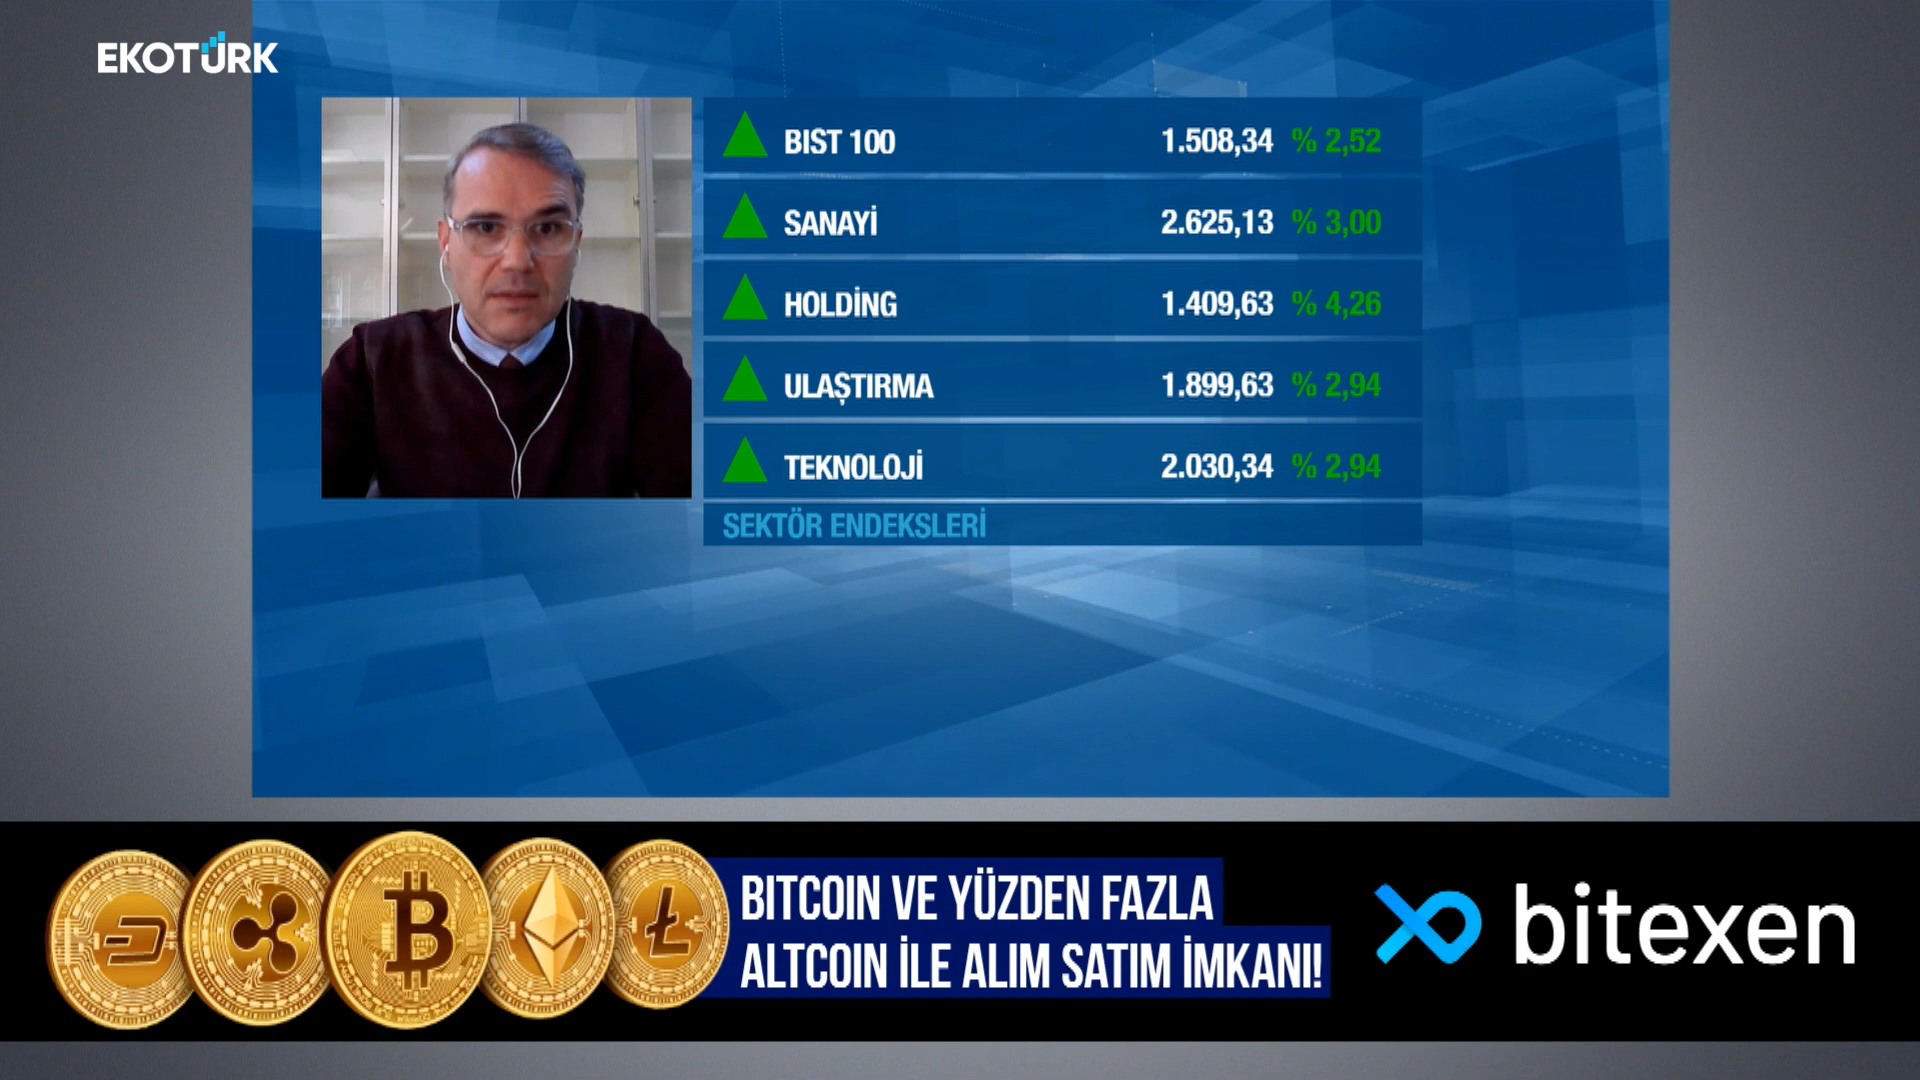 EKOTÜRK
BIST 100 1.508,34 % 2,52
SANAYİ 2.625,13 % 3,00
HOLDİNG 1.409,63 % 4,26
ULAŞTIRMA 1.899,63 % 2,94
TEKNOLOJİ 2.030,34 % 2,94
SEKTÖR ENDEKSLERİ
BITCOIN VE YÜZDEN FAZLA
ALTCOIN İLE ALIM SATIM İMKANI!
bitexen